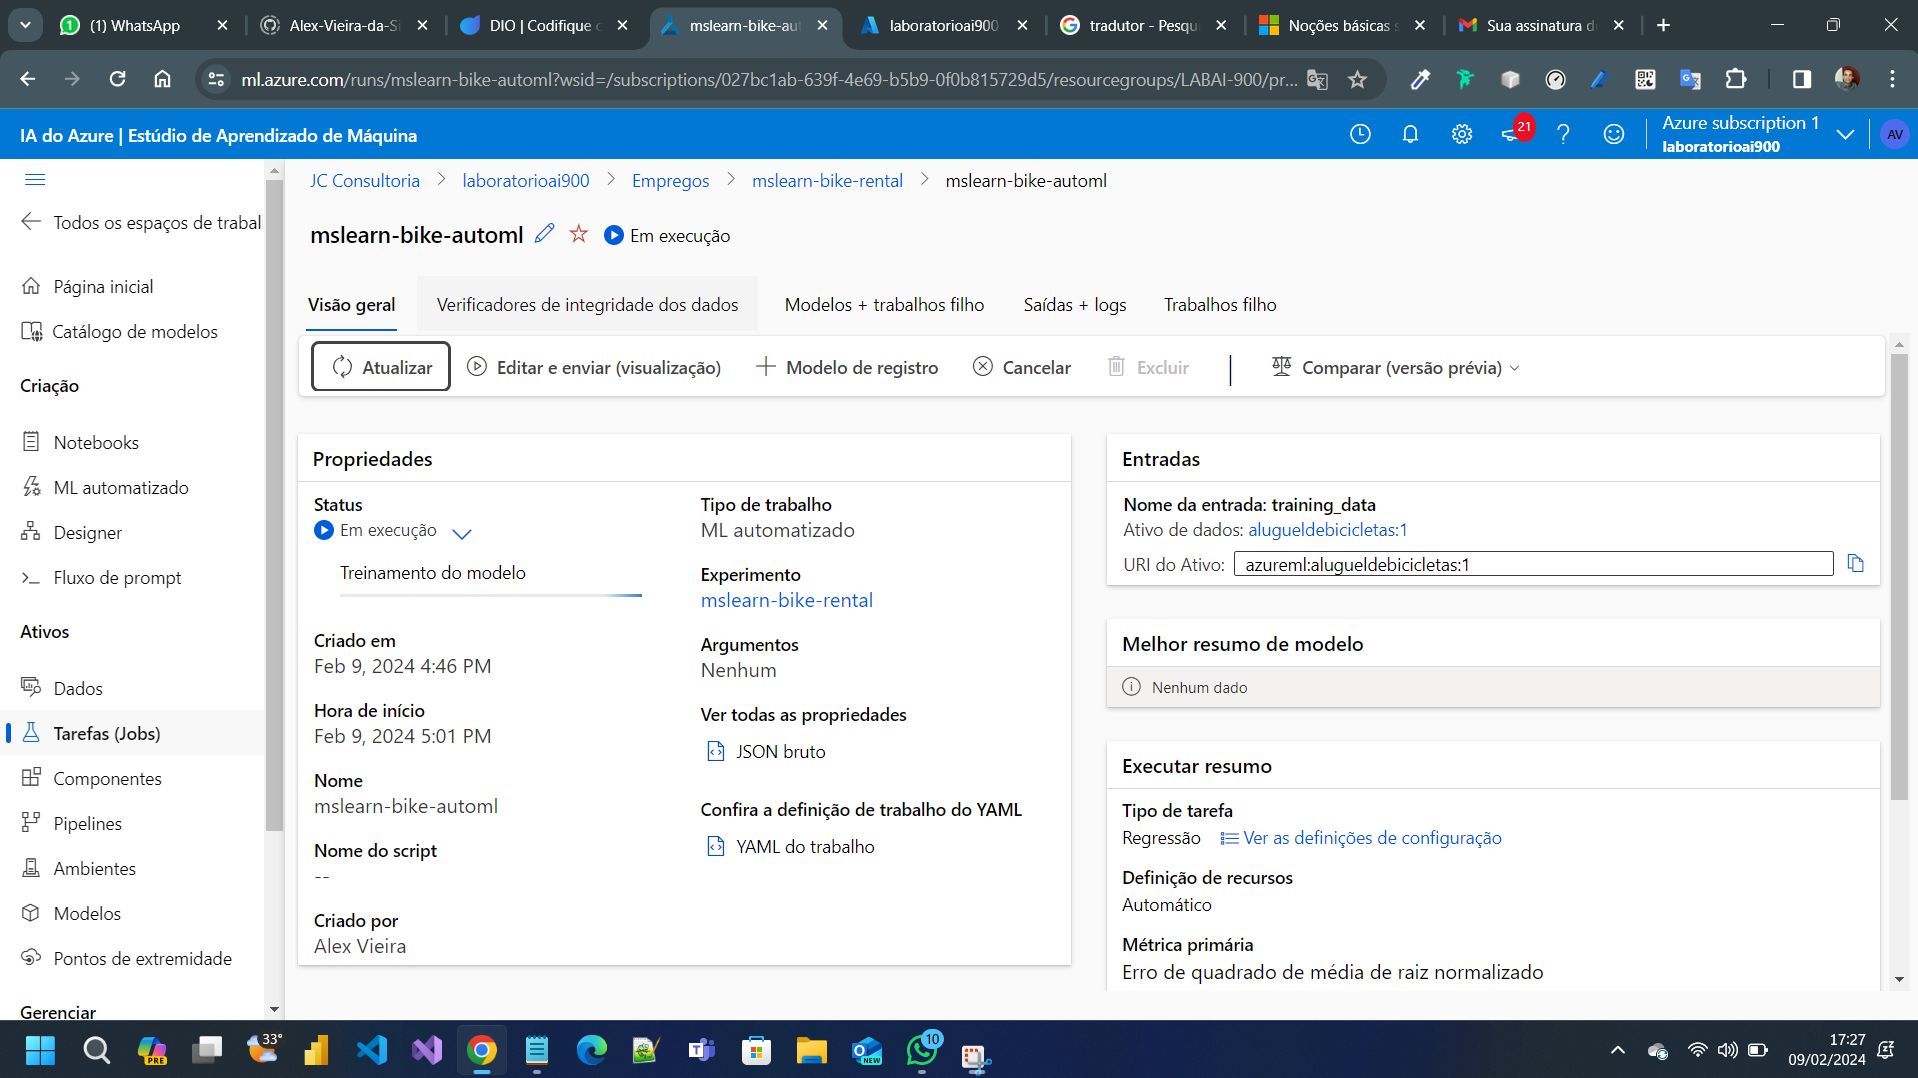 (1) WhatsApp
Alex-Vieira-da-Si
DIO | Codifique o
mslearn-bike-aut
laboratorioai900
tradutor - Pesqu
Noções básicas s
Sua assinatura d
ml.azure.com/runs/mslearn-bike-automl?wsid=/subscriptions/027bc1ab-639f-4e69-b5b9-0f0b815729d5/resourcegroups/LABAI-900/pr...
IA do Azure | Estúdio de Aprendizado de Máquina
21
Azure subscription 1
laboratorioai900
AV
JC Consultoria
laboratorioai900
Empregos
mslearn-bike-rental
mslearn-bike-automl
Todos os espaços de trabal
mslearn-bike-automl
Em execução
Página inicial
Catálogo de modelos
Criação
Notebooks
ML automatizado
Designer
Fluxo de prompt
Ativos
Dados
Tarefas (Jobs)
Componentes
Pipelines
Ambientes
Modelos
Pontos de extremidade
Gerenciar
Visão geral
Verificadores de integridade dos dados
Modelos + trabalhos filho
Saídas + logs
Trabalhos filho
Atualizar
Editar e enviar (visualização)
Modelo de registro
Cancelar
Excluir
Comparar (versão prévia)
Propriedades
Status
Em execução
Treinamento do modelo
Criado em
Feb 9, 2024 4:46 PM
Hora de início
Feb 9, 2024 5:01 PM
Nome
mslearn-bike-automl
Nome do script
--
Criado por
Alex Vieira
Tipo de trabalho
ML automatizado
Experimento
mslearn-bike-rental
Argumentos
Nenhum
Ver todas as propriedades
JSON bruto
Confira a definição de trabalho do YAML
YAML do trabalho
Entradas
Nome da entrada: training_data
Ativo de dados: alugueldebicicletas:1
URI do Ativo: azureml:alugueldebicicletas:1
Melhor resumo de modelo
Nenhum dado
Executar resumo
Tipo de tarefa
Regressão
Ver as definições de configuração
Definição de recursos
Automático
Métrica primária
Erro de quadrado de média de raiz normalizado
PRE
33°
NEW
10
17:27
09/02/2024